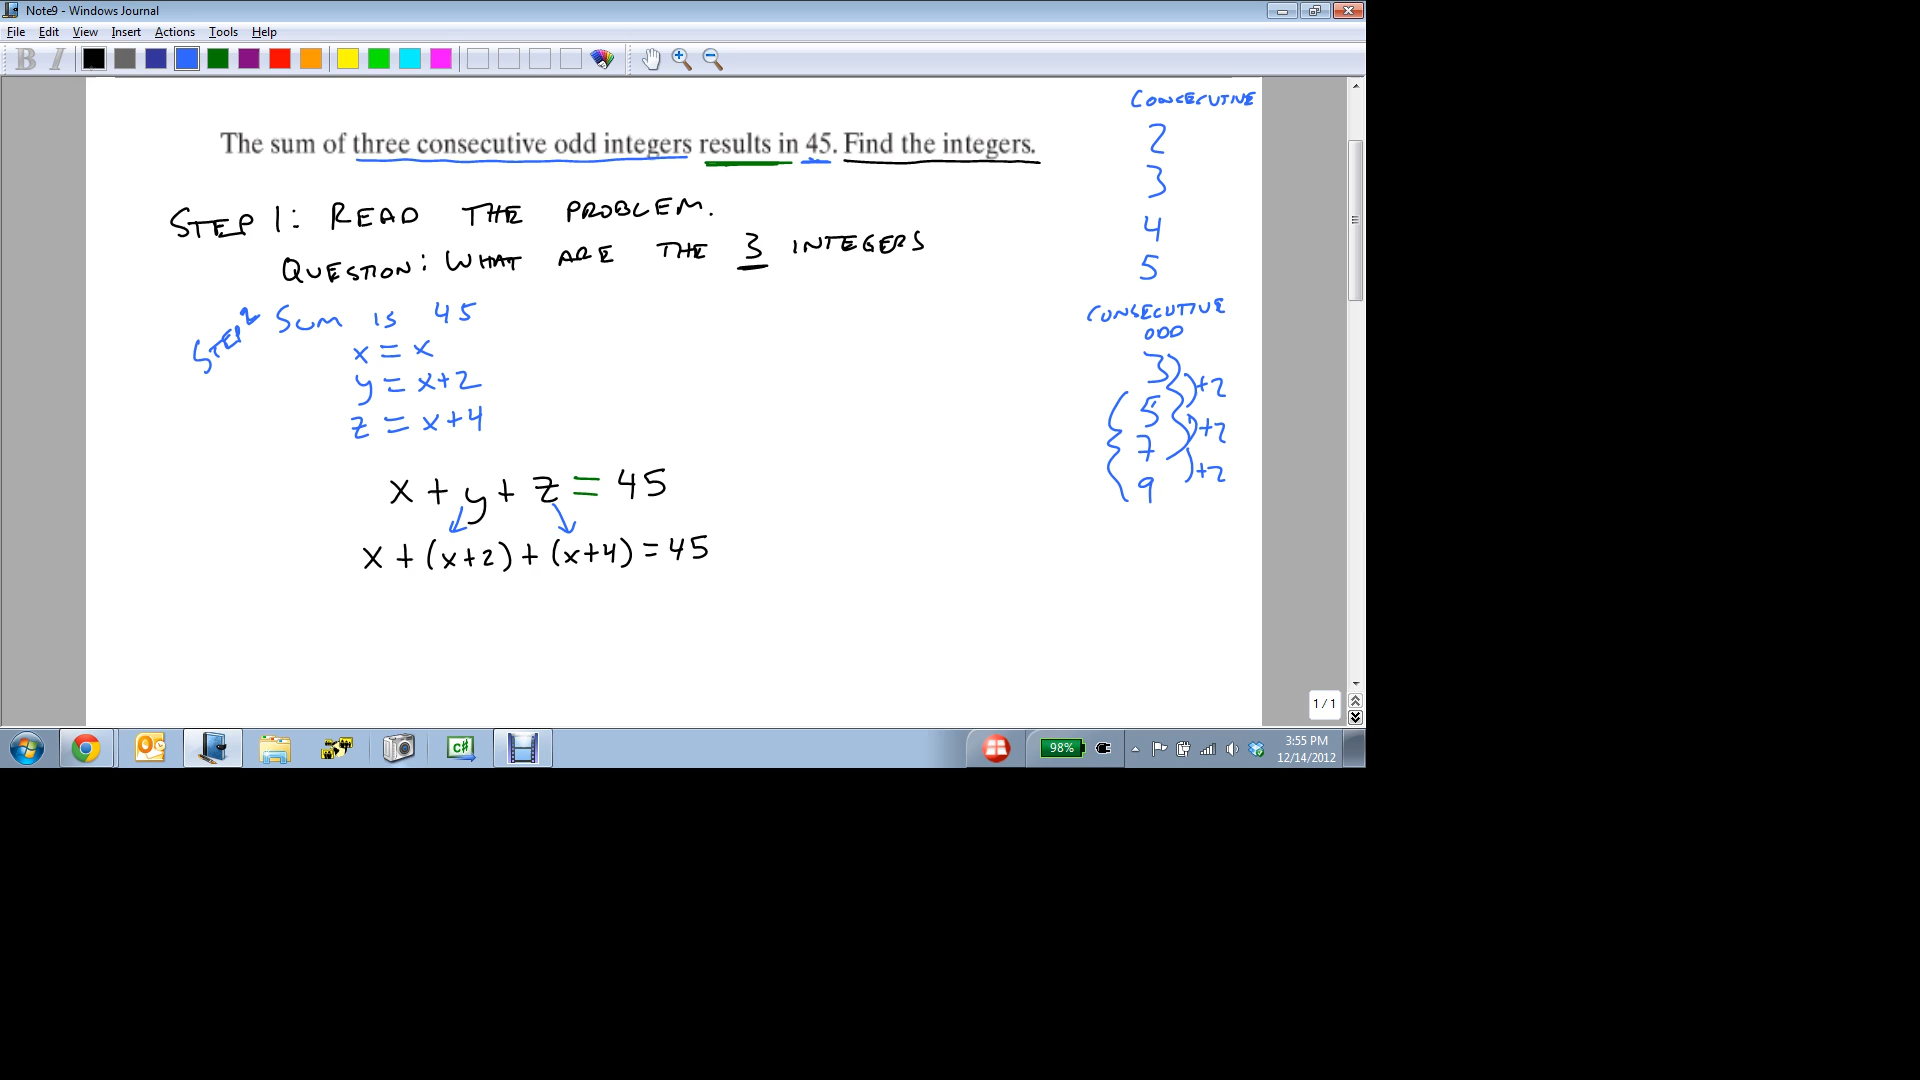 Note9 - Windows Journal
File Edit View Insert Actions Tools Help
B I
The sum of three consecutive odd integers results in 45. Find the integers.
STEP 1: READ THE PROBLEM.
QUESTION: WHAT ARE THE 3 INTEGERS
STEP 2
Sum is 45
x = x
y = x+2
z = x+4
x + y + z = 45
x + (x+2) + (x+4) = 45
CONSECUTIVE
2
3
4
5
CONSECUTIVE
ODD
3
+2
5
+2
7
+2
9
1 / 1
C#
98%
3:55 PM
12/14/2012